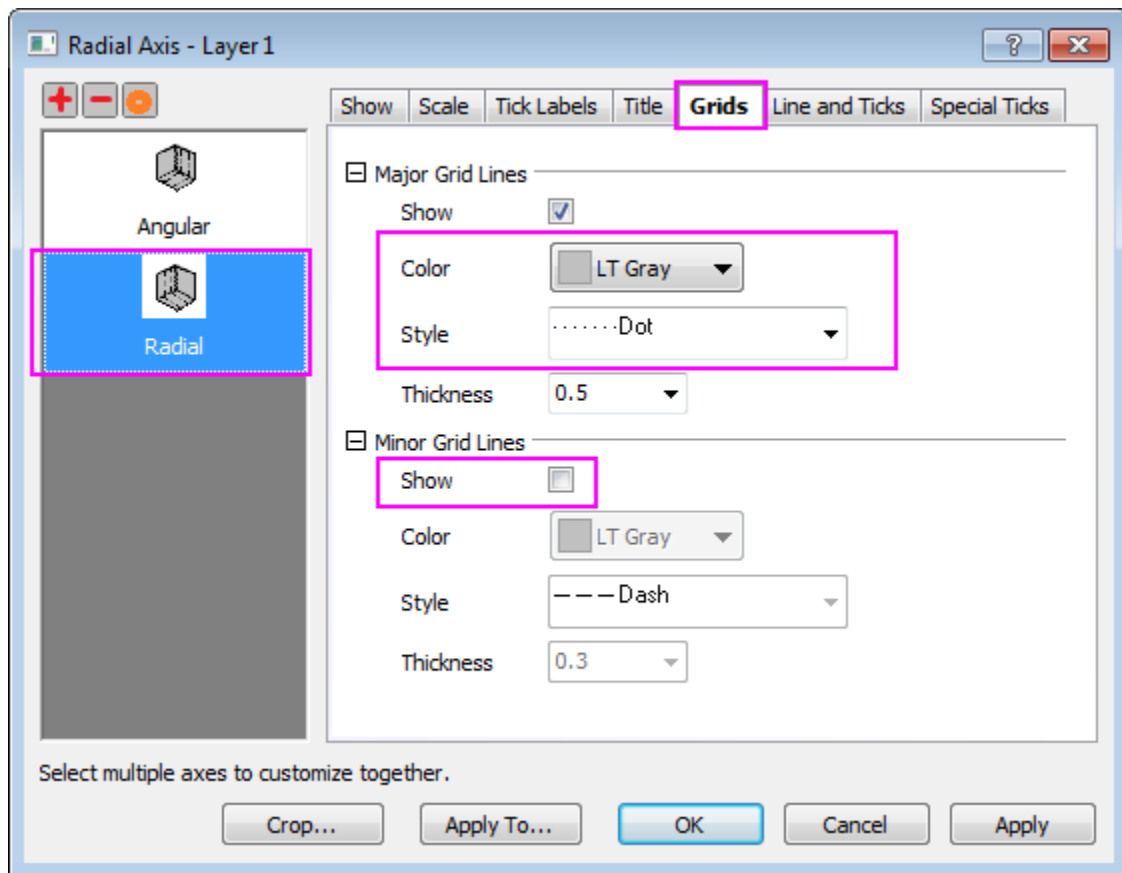 Radial Axis - Layer 1
Show Scale Tick Labels Title Grids Line and Ticks Special Ticks
Angular
Radial
Major Grid Lines
Show
Color LT Gray
Style Dot
Thickness 0.5
Minor Grid Lines
Show
Color LT Gray
Style Dash
Thickness 0.3
Select multiple axes to customize together.
Crop... Apply To... OK Cancel Apply